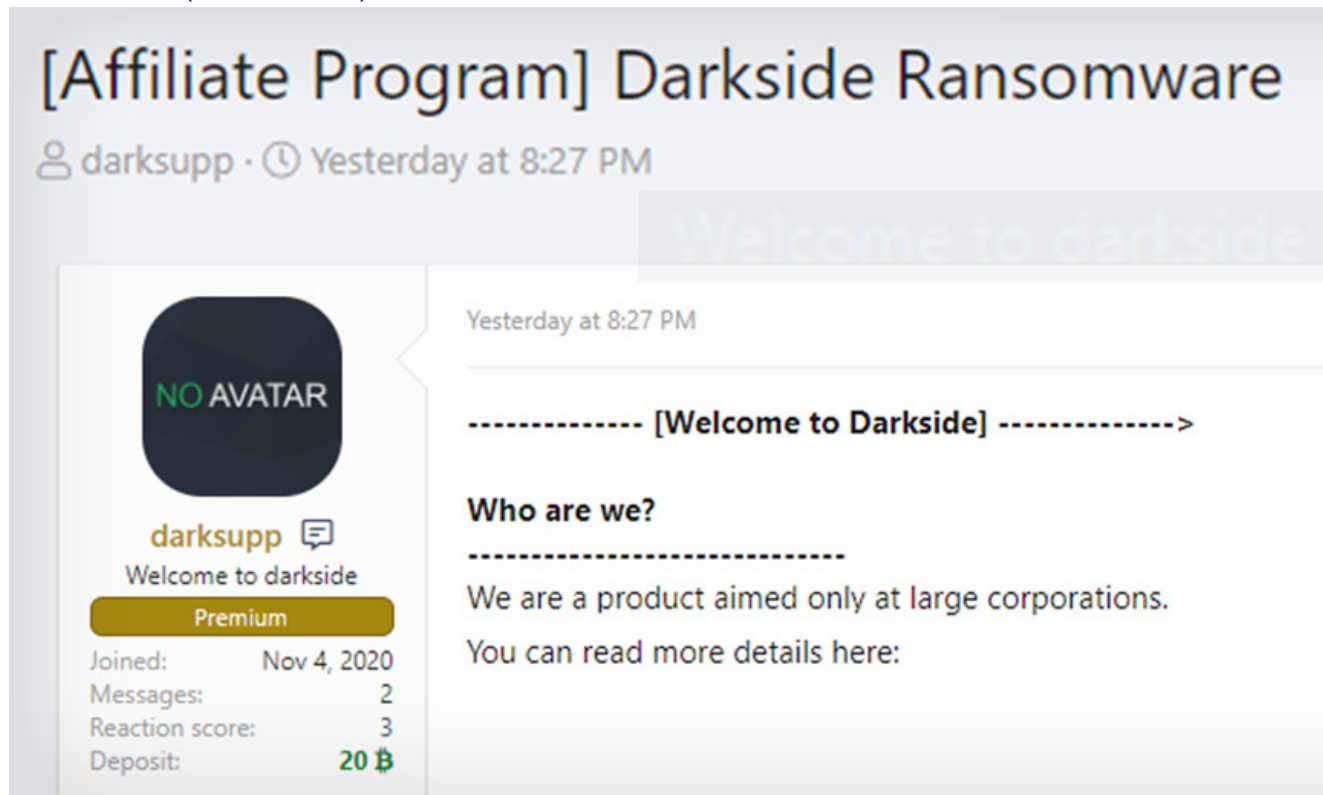 [Affiliate Program] Darkside Ransomware
darksupp · Yesterday at 8:27 PM
Welcome to darkside
Yesterday at 8:27 PM
NO AVATAR
darksupp
Welcome to darkside
Premium
Joined: Nov 4, 2020
Messages: 2
Reaction score: 3
Deposit: 20 ₿
-------------- [Welcome to Darkside] -------------->
Who are we?
------------------------------
We are a product aimed only at large corporations.
You can read more details here: